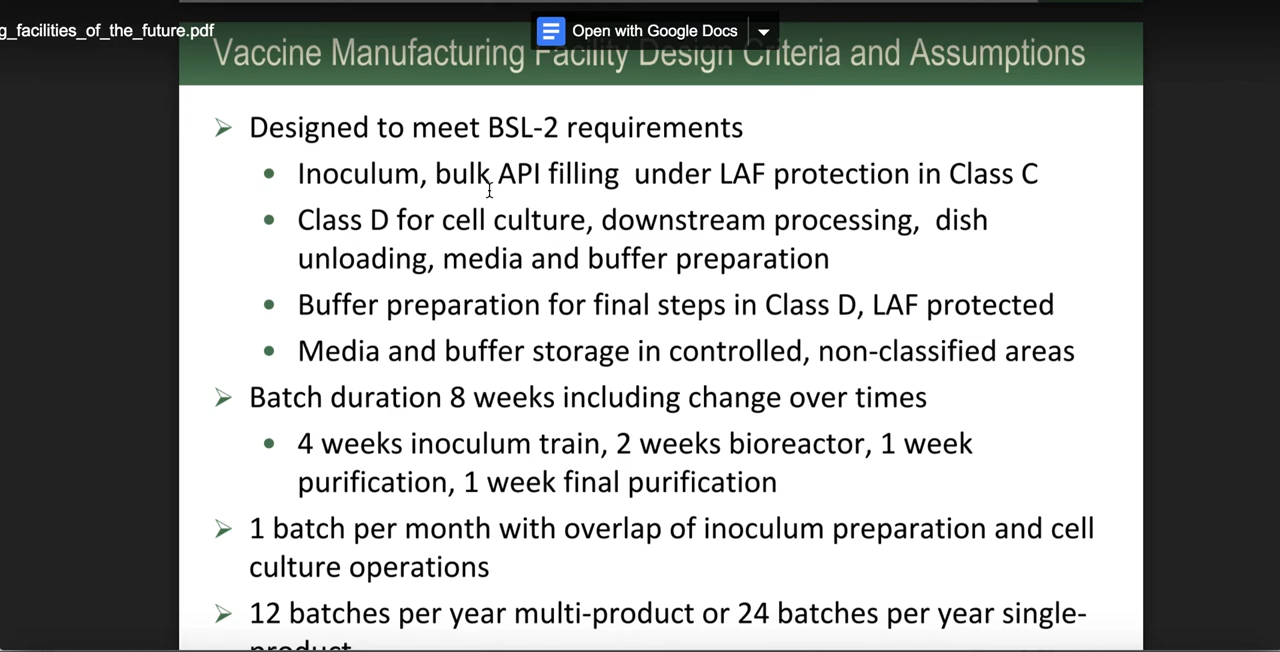 g_facilities_of_the_future.pdf
Open with Google Docs
Vaccine Manufacturing Facility Design Criteria and Assumptions
Designed to meet BSL-2 requirements
Inoculum, bulk API filling under LAF protection in Class C
Class D for cell culture, downstream processing, dish
unloading, media and buffer preparation
Buffer preparation for final steps in Class D, LAF protected
Media and buffer storage in controlled, non-classified areas
Batch duration 8 weeks including change over times
4 weeks inoculum train, 2 weeks bioreactor, 1 week
purification, 1 week final purification
1 batch per month with overlap of inoculum preparation and cell
culture operations
12 batches per year multi-product or 24 batches per year single-
product